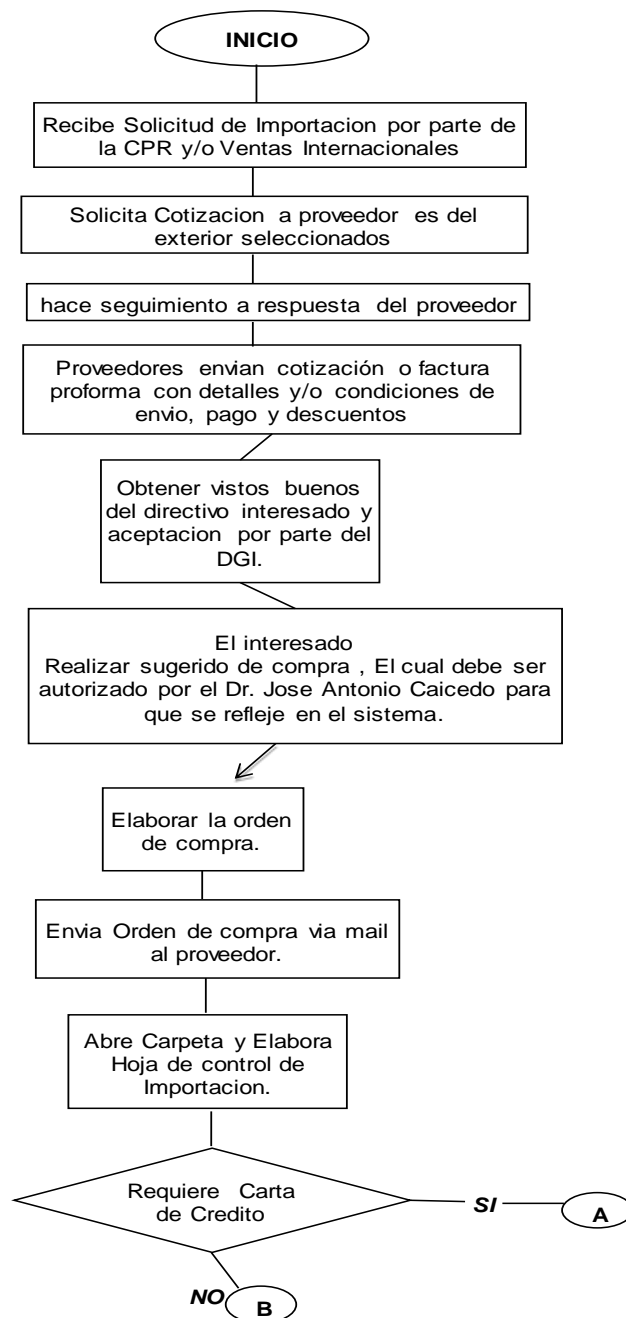 INICIO
Recibe Solicitud de Importacion por parte de
la CPR y/o Ventas Internacionales
Solicita Cotizacion a proveedor es del
exterior seleccionados
hace seguimiento a respuesta del proveedor
Proveedores envian cotización o factura
proforma con detalles y/o condiciones de
envio, pago y descuentos
Obtener vistos buenos
del directivo interesado y
aceptacion por parte del
DGI.
El interesado
Realizar sugerido de compra , El cual debe ser
autorizado por el Dr. Jose Antonio Caicedo para
que se refleje en el sistema.
Elaborar la orden
de compra.
Envia Orden de compra via mail
al proveedor.
Abre Carpeta y Elabora
Hoja de control de
Importacion.
Requiere Carta
de Credito
SI
A
NO
B